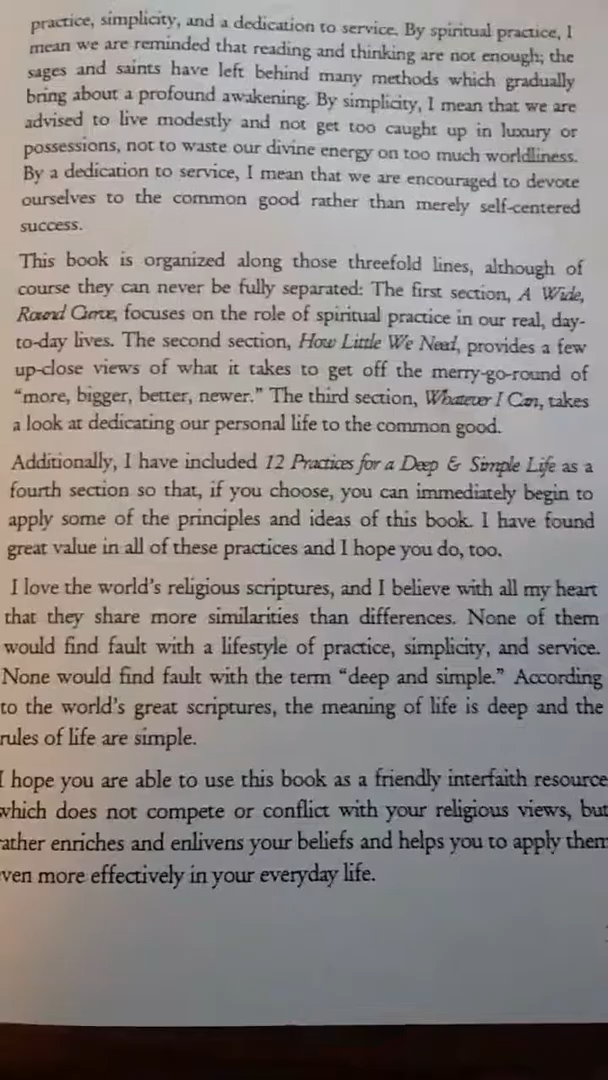 practice, simplicity, and a dedication to service. By spiritual practice, I
mean we are reminded that reading and thinking are not enough; the
sages and saints have left behind many methods which gradually
bring about a profound awakening. By simplicity, I mean that we are
advised to live modestly and not get too caught up in luxury or
possessions, not to waste our divine energy on too much worldliness.
By a dedication to service, I mean that we are encouraged to devote
ourselves to the common good rather than merely self-centered
success.
This book is organized along those threefold lines, although of
course they can never be fully separated: The first section, A Wide,
Round Curve, focuses on the role of spiritual practice in our real, day-
to-day lives. The second section, How Little We Need, provides a few
up-close views of what it takes to get off the merry-go-round of
“more, bigger, better, newer.” The third section, Whatever I Can, takes
a look at dedicating our personal life to the common good.
Additionally, I have included 12 Practices for a Deep & Simple Life as a
fourth section so that, if you choose, you can immediately begin to
apply some of the principles and ideas of this book. I have found
great value in all of these practices and I hope you do, too.
I love the world’s religious scriptures, and I believe with all my heart
that they share more similarities than differences. None of them
would find fault with a lifestyle of practice, simplicity, and service.
None would find fault with the term “deep and simple.” According
to the world’s great scriptures, the meaning of life is deep and the
rules of life are simple.
I hope you are able to use this book as a friendly interfaith resource
which does not compete or conflict with your religious views, but
rather enriches and enlivens your beliefs and helps you to apply them
ven more effectively in your everyday life.